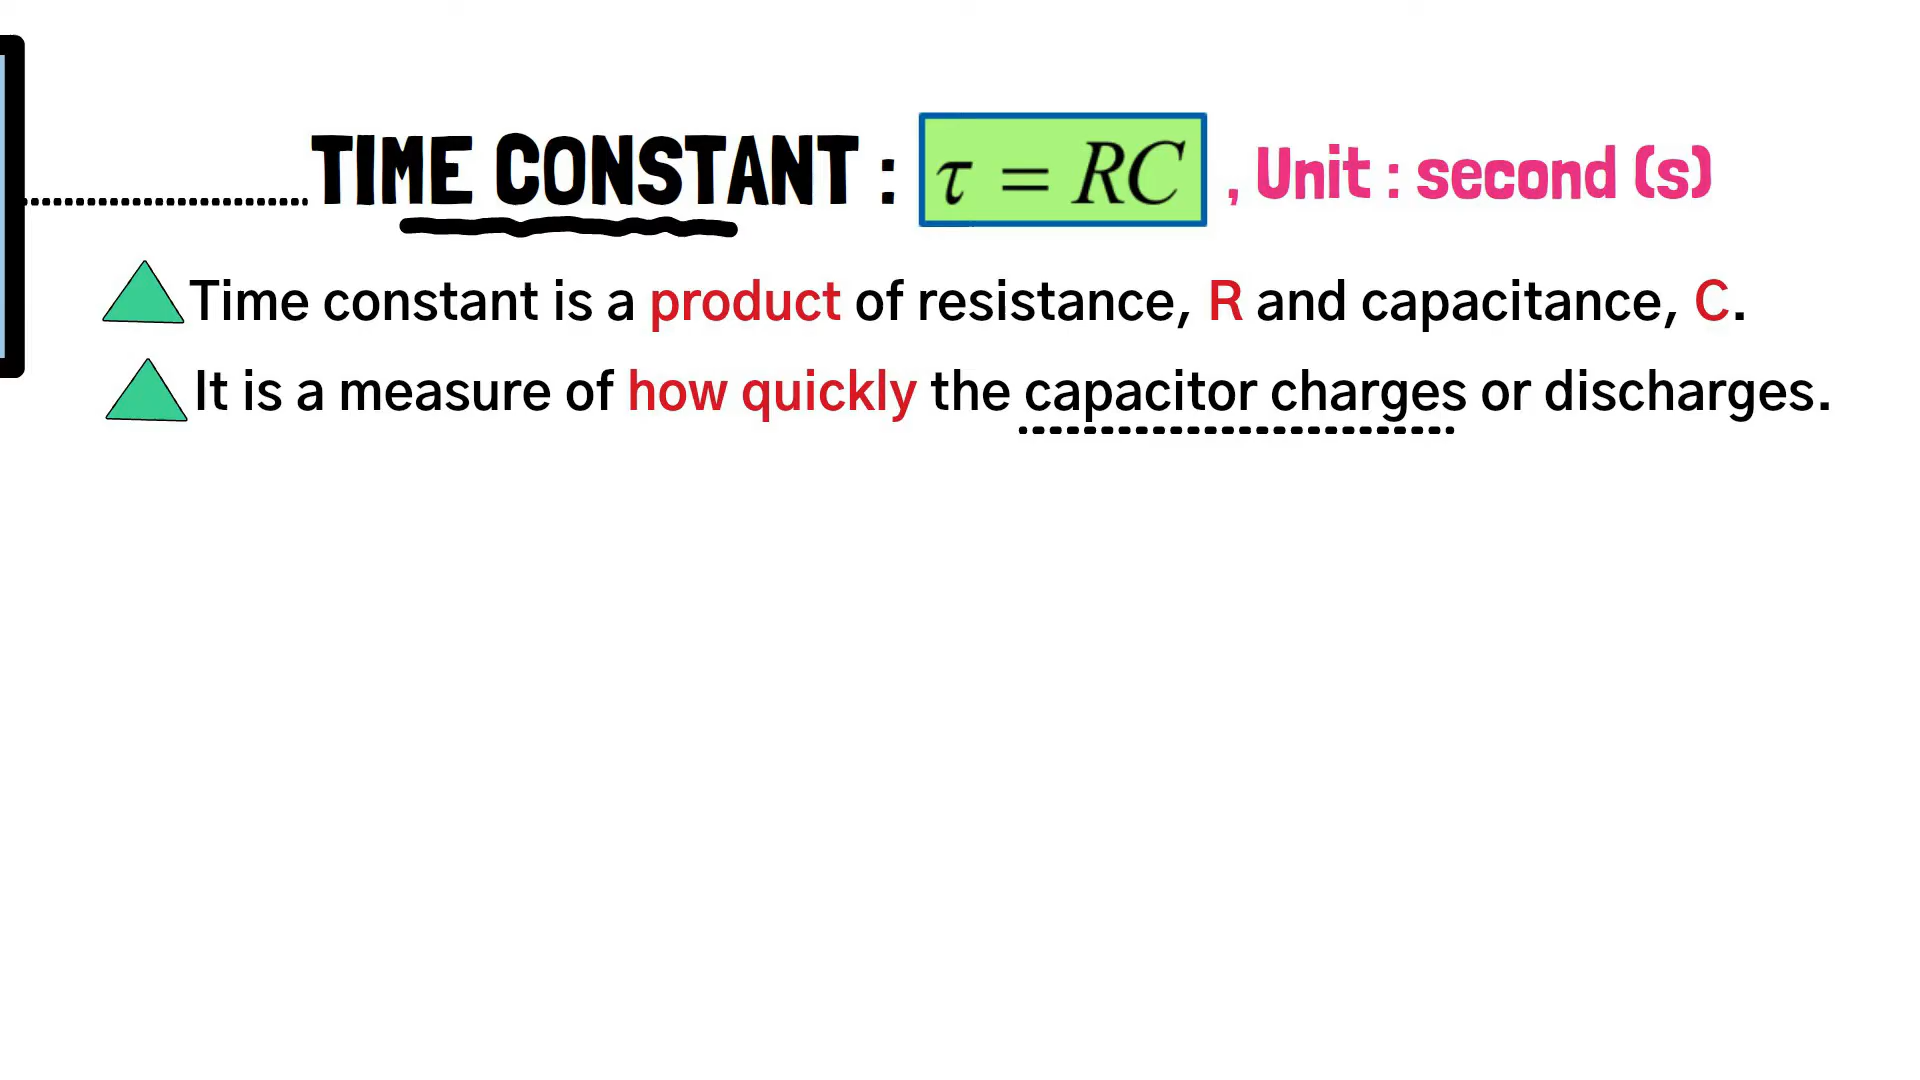 TIME CONSTANT : τ = RC , Unit : second (s)
Time constant is a product of resistance, R and capacitance, C.
It is a measure of how quickly the capacitor charges or discharges.